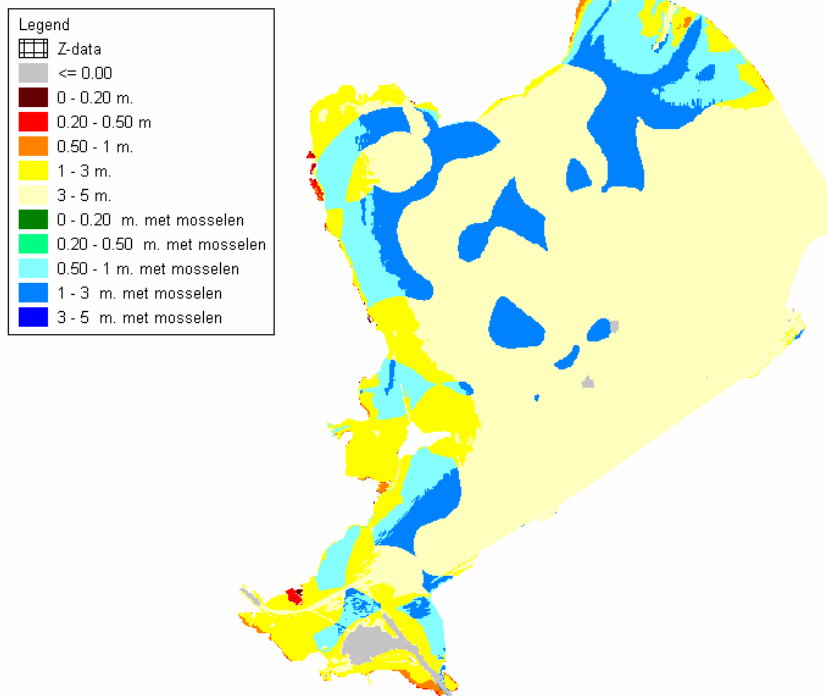 Legend
Z-data
<= 0.00
0 - 0.20 m.
0.20 - 0.50 m
0.50 - 1 m.
1 - 3 m.
3 - 5 m.
0 - 0.20 m. met mosselen
0.20 - 0.50 m. met mosselen
0.50 - 1 m. met mosselen
1 - 3 m. met mosselen
3 - 5 m. met mosselen